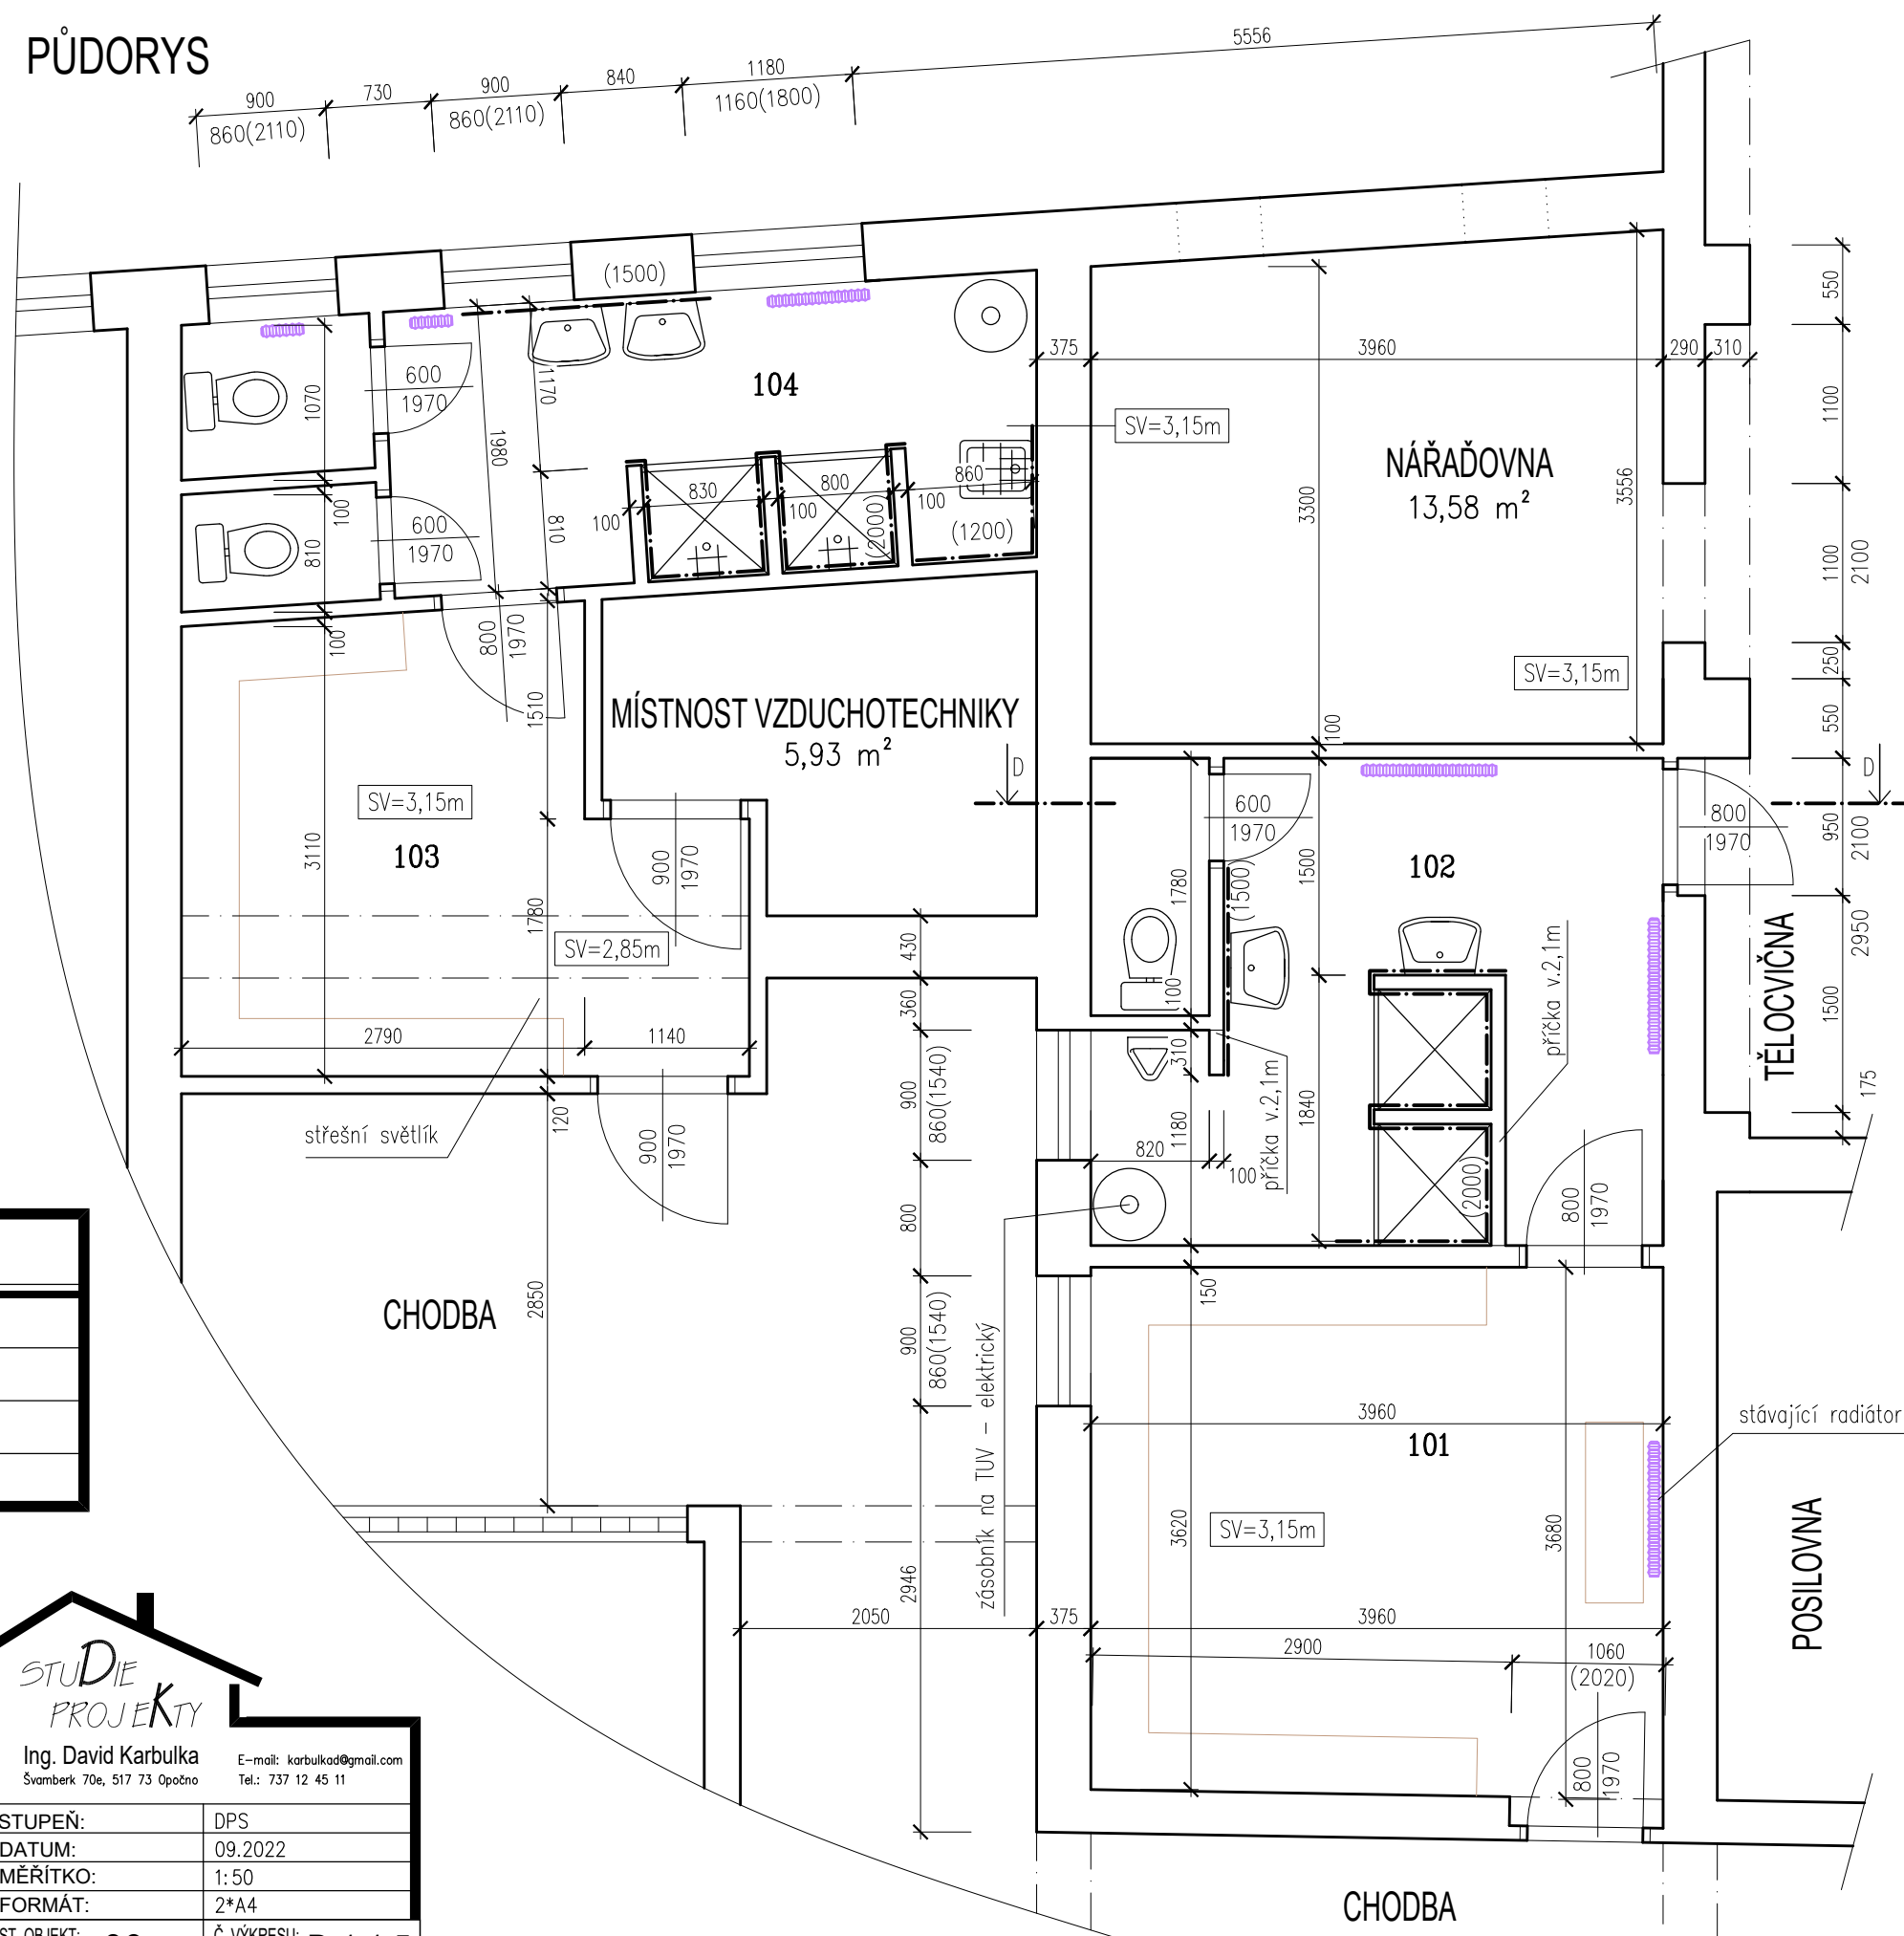 PŮDORYS
5556
900
730
900
840
1180
860(2110)
860(2110)
1160(1800)
(1500)
550
375
3960
290
310
600
1970
1070
1170
104
1100
SV=3,15m
1980
NÁŘAĎOVNA
13,58 m²
3300
3556
830
800
860
100
100
100
100
(2000)
(1200)
600
1970
810
810
1100
2100
100
800
1970
1510
MÍSTNOST VZDUCHOTECHNIKY
5,93 m²
SV=3,15m
250
550
100
D
D
SV=3,15m
103
3110
900
1970
600
1970
800
1970
950
2100
102
1780
1500
(1500)
1780
SV=2,85m
430
příčka v.2,1m
2950
TĚLOCVIČNA
360
100
1500
2790
1140
310
900
860(1540)
175
120
střešní světlík
900
1970
1180
820
100
příčka v.2,1m
1840
(2000)
800
1970
800
150
CHODBA
2850
900
860(1540)
zásobník na TUV – elektrický
3960
101
stávající radiátor
3620
SV=3,15m
3680
POSILOVNA
2946
2050
375
3960
2900
1060
(2020)
800
1970
CHODBA
STUDIE
PROJEKTY
Ing. David Karbulka
E-mail: karbulkad@gmail.com
Švamberk 70e, 517 73 Opočno
Tel.: 737 12 45 11
STUPEŇ:
DPS
DATUM:
09.2022
MĚŘÍTKO:
1:50
FORMÁT:
2*A4
ST. OBJEKT:
Č. VÝKRESU: